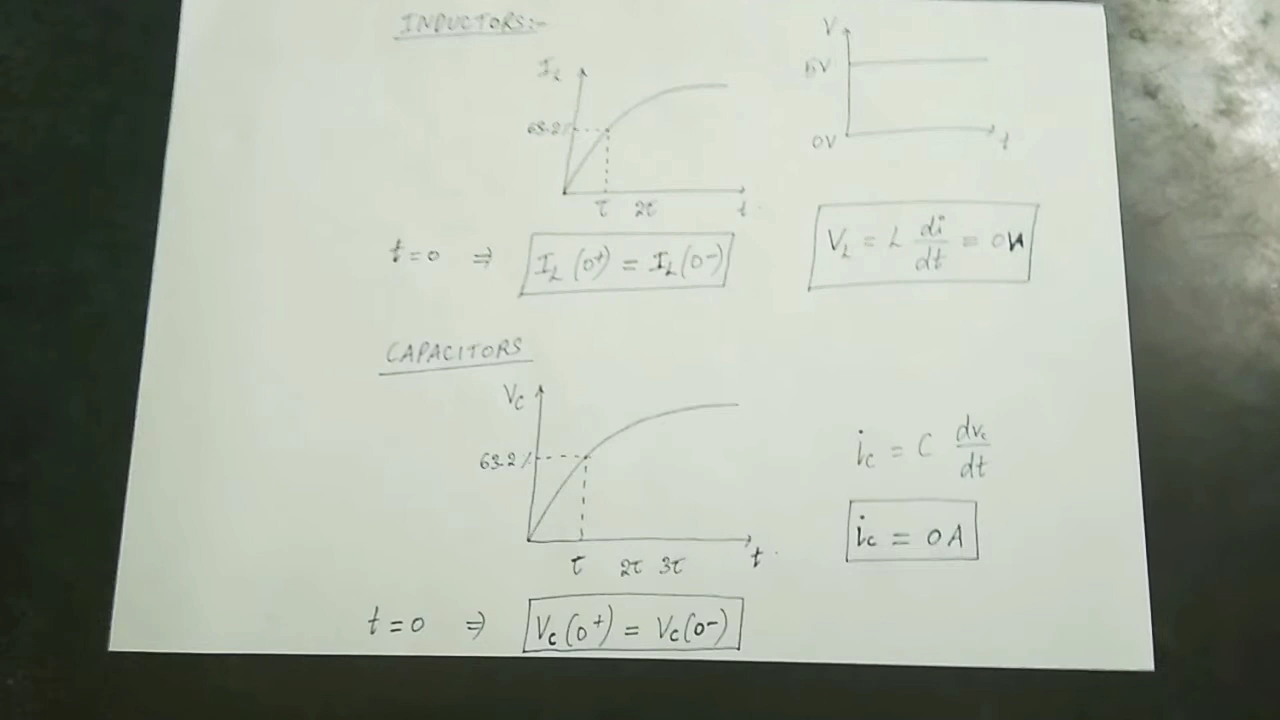 INDUCTORS:-
I_L
63.2%
τ 2τ t
V
5V
0V
t
t=0 ⇒ I_L(0⁺) = I_L(0⁻)
V_L = L di/dt = 0V
CAPACITORS
V_C
63.2%
τ 2τ 3τ t
i_c = C dv_c/dt
i_c = 0A
t=0 ⇒ V_C(0⁺) = V_C(0⁻)